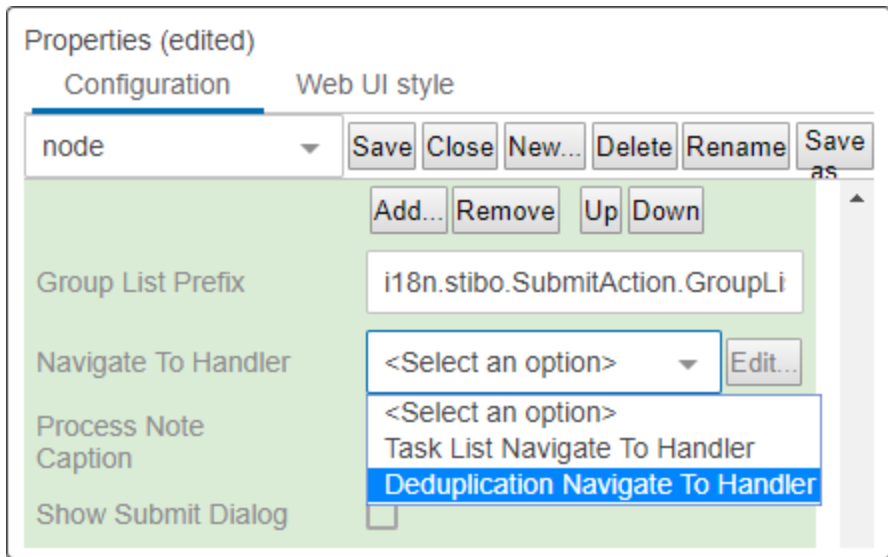 Properties (edited)
Configuration Web UI style
node Save Close New... Delete Rename Save as
Add... Remove Up Down
Group List Prefix i18n.stibo.SubmitAction.GroupLi
Navigate To Handler <Select an option> Edit...
<Select an option>
Process Note Caption
Task List Navigate To Handler
Deduplication Navigate To Handler
Show Submit Dialog